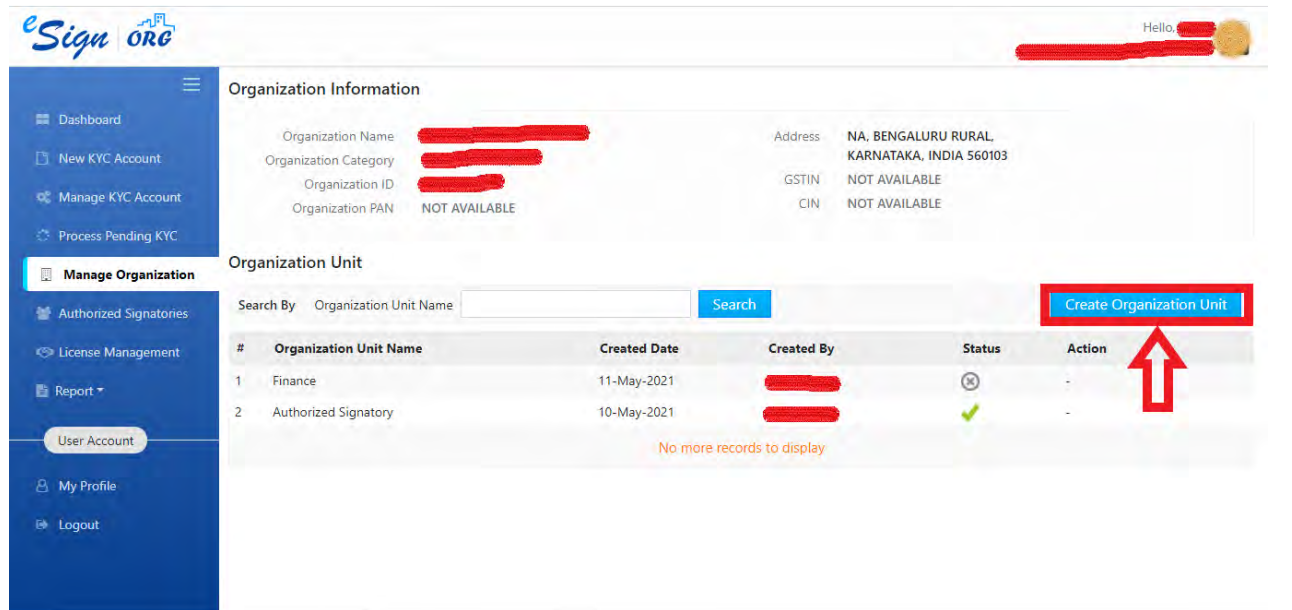 eSign ORG
Hello,
Dashboard
New KYC Account
Manage KYC Account
Process Pending KYC
Manage Organization
Authorized Signatories
License Management
Report
User Account
My Profile
Logout
Organization Information
Organization Name
Organization Category
Organization ID
Organization PAN NOT AVAILABLE
Address NA, BENGALURU RURAL,
KARNATAKA, INDIA 560103
GSTIN NOT AVAILABLE
CIN NOT AVAILABLE
Organization Unit
Search By Organization Unit Name Search Create Organization Unit
# Organization Unit Name Created Date Created By Status Action
1 Finance 11-May-2021 -
2 Authorized Signatory 10-May-2021 -
No more records to display